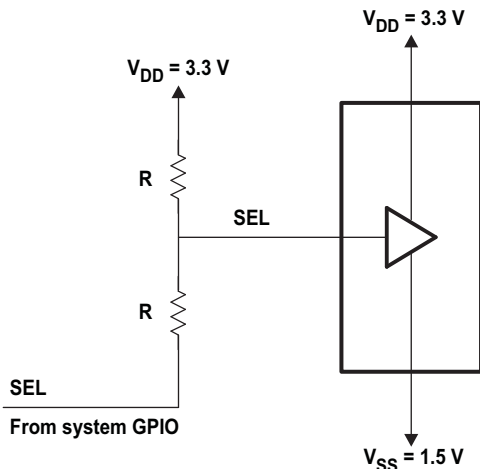 V_DD = 3.3 V
V_DD = 3.3 V
R
SEL
R
SEL
From system GPIO
V_SS = 1.5 V